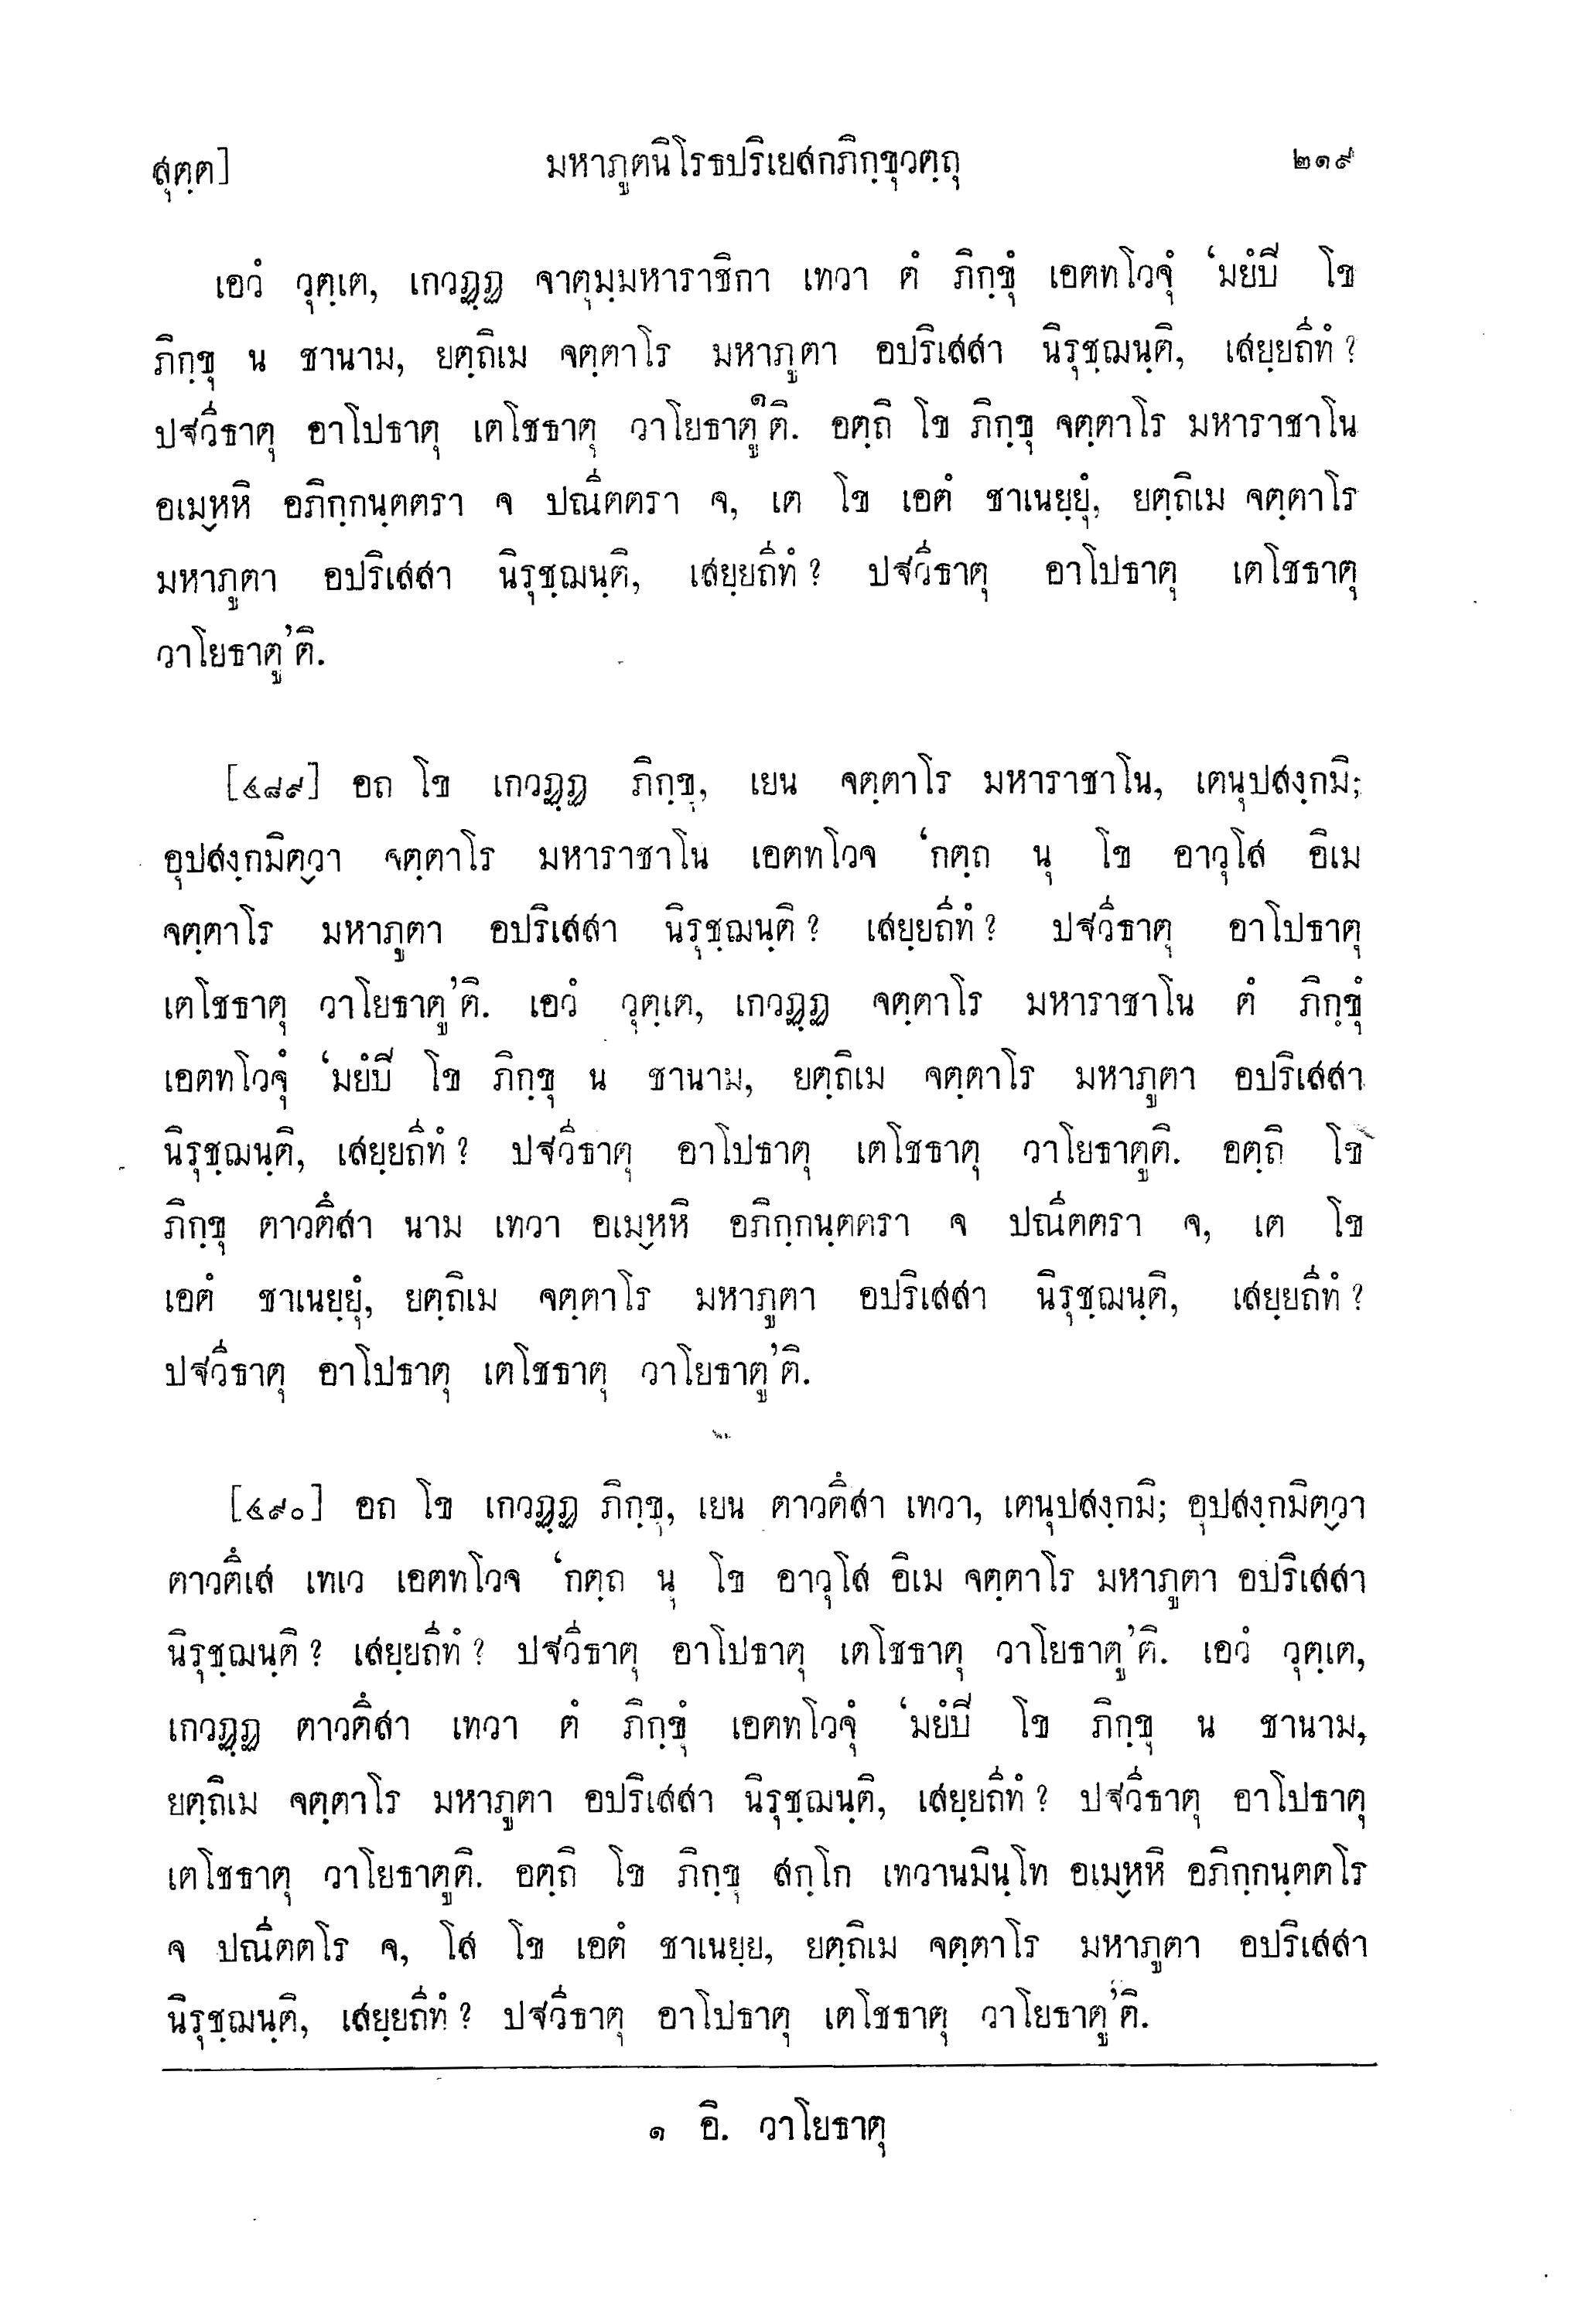 สุตฺต] มหาภูตนิโรธปริเยสกภิกฺขุวตฺถุ ๒๑๙
เอวํ วุตฺเต, เกวฏฺฏ จาตุมฺมหาราชิกา เทวา ตํ ภิกฺขุํ เอตทโวจุํ ‘มยํปี โข
ภิกฺขุ น ชานาม, ยตฺถิเม จตฺตาโร มหาภูตา อปริเสสา นิรุชฺฌนฺติ, เสยฺยถีทํ ?
ปฐวีธาตุ อาโปธาตุ เตโชธาตุ วาโยธาตู๑ติ. อตฺถิ โข ภิกฺขุ จตฺตาโร มหาราชาโน
อเมฺหหิ อภิกฺกนฺตตรา จ ปณีตตรา จ, เต โข เอตํ ชาเนยฺยุํ, ยตฺถิเม จตฺตาโร
มหาภูตา อปริเสสา นิรุชฺฌนฺติ, เสยฺยถีทํ ? ปฐวีธาตุ อาโปธาตุ เตโชธาตุ
วาโยธาตู’ติ.
[๔๘๙] อถ โข เกวฏฺฏ ภิกฺขุ, เยน จตฺตาโร มหาราชาโน, เตนุปสงฺกมิ;
อุปสงฺกมิตฺวา จตฺตาโร มหาราชาโน เอตทโวจ ‘กตฺถ นุ โข อาวุโส อิเม
จตฺตาโร มหาภูตา อปริเสสา นิรุชฺฌนฺติ ? เสยฺยถีทํ ? ปฐวีธาตุ อาโปธาตุ
เตโชธาตุ วาโยธาตู’ติ. เอวํ วุตฺเต, เกวฏฺฏ จตฺตาโร มหาราชาโน ตํ ภิกฺขุํ
เอตทโวจุํ ‘มยํปี โข ภิกฺขุ น ชานาม, ยตฺถิเม จตฺตาโร มหาภูตา อปริเสสา
นิรุชฺฌนฺติ, เสยฺยถีทํ ? ปฐวีธาตุ อาโปธาตุ เตโชธาตุ วาโยธาตูติ. อตฺถิ โข
ภิกฺขุ ตาวตึสา นาม เทวา อเมฺหหิ อภิกฺกนฺตตรา จ ปณีตตรา จ, เต โข
เอตํ ชาเนยฺยุํ, ยตฺถิเม จตฺตาโร มหาภูตา อปริเสสา นิรุชฺฌนฺติ, เสยฺยถีทํ ?
ปฐวีธาตุ อาโปธาตุ เตโชธาตุ วาโยธาตู’ติ.
[๔๙๐] อถ โข เกวฏฺฏ ภิกฺขุ, เยน ตาวตึสา เทวา, เตนุปสงฺกมิ; อุปสงฺกมิตฺวา
ตาวตึเส เทเว เอตทโวจ ‘กตฺถ นุ โข อาวุโส อิเม จตฺตาโร มหาภูตา อปริเสสา
นิรุชฺฌนฺติ ? เสยฺยถีทํ ? ปฐวีธาตุ อาโปธาตุ เตโชธาตุ วาโยธาตู’ติ. เอวํ วุตฺเต,
เกวฏฺฏ ตาวตึสา เทวา ตํ ภิกฺขุํ เอตทโวจุํ ‘มยํปี โข ภิกฺขุ น ชานาม,
ยตฺถิเม จตฺตาโร มหาภูตา อปริเสสา นิรุชฺฌนฺติ, เสยฺยถีทํ ? ปฐวีธาตุ อาโปธาตุ
เตโชธาตุ วาโยธาตูติ. อตฺถิ โข ภิกฺขุ สกฺโก เทวานมินฺโท อเมฺหหิ อภิกฺกนฺตตโร
จ ปณีตตโร จ, โส โข เอตํ ชาเนยฺย, ยตฺถิเม จตฺตาโร มหาภูตา อปริเสสา
นิรุชฺฌนฺติ, เสยฺยถีทํ ? ปฐวีธาตุ อาโปธาตุ เตโชธาตุ วาโยธาตู’ติ.
๑ อิ. วาโยธาตุ